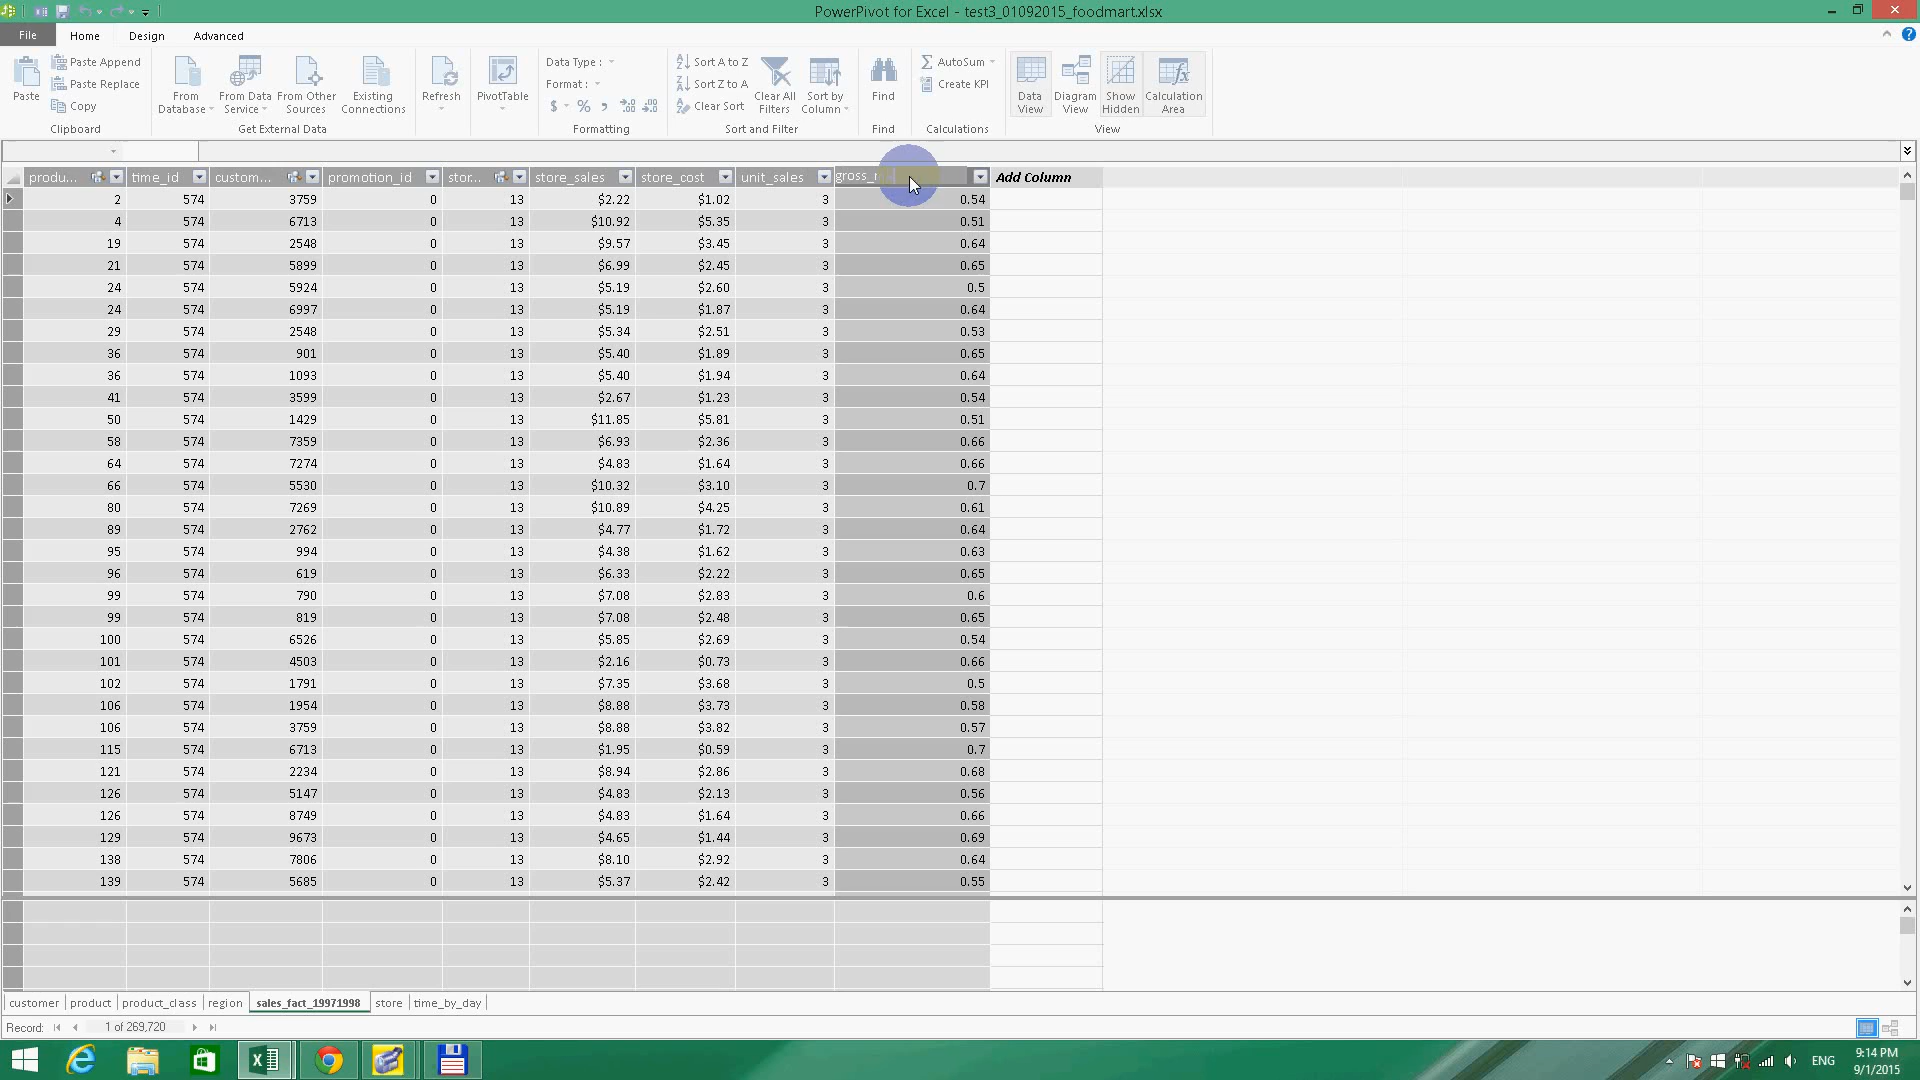 PowerPivot for Excel - test3_01092015_foodmart.xlsx
File Home Design Advanced
Paste
Paste Append
Paste Replace
Copy
Clipboard
From Database
From Data Service
From Other Sources
Existing Connections
Get External Data
Refresh
PivotTable
Data Type :
Format :
$ % ,
Formatting
Sort A to Z
Sort Z to A
Clear Sort
Clear All Filters
Sort by Column
Sort and Filter
Find
Find
AutoSum
Create KPI
Calculations
Data View
Diagram View
Show Hidden
Calculation Area
View
produ... time_id custom... promotion_id stor... store_sales store_cost unit_sales gross_ Add Column
2 574 3759 0 13 $2.22 $1.02 3 0.54
4 574 6713 0 13 $10.92 $5.35 3 0.51
19 574 2548 0 13 $9.57 $3.45 3 0.64
21 574 5899 0 13 $6.99 $2.45 3 0.65
24 574 5924 0 13 $5.19 $2.60 3 0.5
24 574 6997 0 13 $5.19 $1.87 3 0.64
29 574 2548 0 13 $5.34 $2.51 3 0.53
36 574 901 0 13 $5.40 $1.89 3 0.65
36 574 1093 0 13 $5.40 $1.94 3 0.64
41 574 3599 0 13 $2.67 $1.23 3 0.54
50 574 1429 0 13 $11.85 $5.81 3 0.51
58 574 7359 0 13 $6.93 $2.36 3 0.66
64 574 7274 0 13 $4.83 $1.64 3 0.66
66 574 5530 0 13 $10.32 $3.10 3 0.7
80 574 7269 0 13 $10.89 $4.25 3 0.61
89 574 2762 0 13 $4.77 $1.72 3 0.64
95 574 994 0 13 $4.38 $1.62 3 0.63
96 574 619 0 13 $6.33 $2.22 3 0.65
99 574 790 0 13 $7.08 $2.83 3 0.6
99 574 819 0 13 $7.08 $2.48 3 0.65
100 574 6526 0 13 $5.85 $2.69 3 0.54
101 574 4503 0 13 $2.16 $0.73 3 0.66
102 574 1791 0 13 $7.35 $3.68 3 0.5
106 574 1954 0 13 $8.88 $3.73 3 0.58
106 574 3759 0 13 $8.88 $3.82 3 0.57
115 574 6713 0 13 $1.95 $0.59 3 0.7
121 574 2234 0 13 $8.94 $2.86 3 0.68
126 574 5147 0 13 $4.83 $2.13 3 0.56
126 574 8749 0 13 $4.83 $1.64 3 0.66
129 574 9673 0 13 $4.65 $1.44 3 0.69
138 574 7806 0 13 $8.10 $2.92 3 0.64
139 574 5685 0 13 $5.37 $2.42 3 0.55
customer product product_class region sales_fact_19971998 store time_by_day
Record: 1 of 269,720
ENG
9:14 PM
9/1/2015